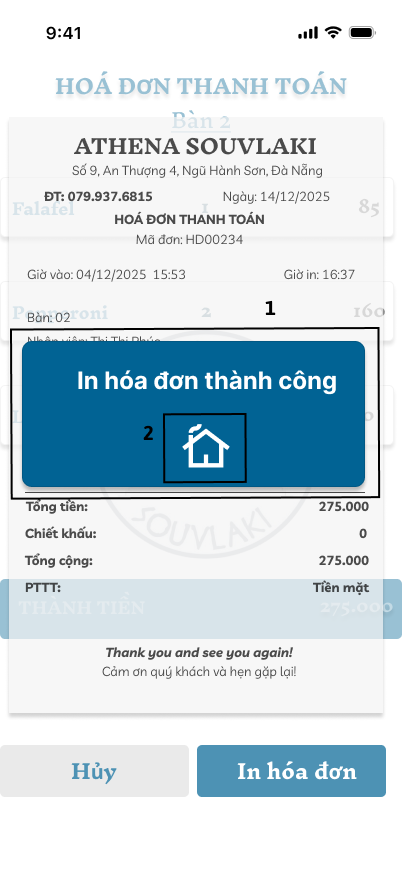 9:41
HOÁ ĐƠN THANH TOÁN
Bàn 2
ATHENA SOUVLAKI
Số 9, An Thượng 4, Ngũ Hành Sơn, Đà Nẵng
ĐT: 079.937.6815 Ngày: 14/12/2025
Falafel 1 85
HOÁ ĐƠN THANH TOÁN
Mã đơn: HD00234
Giờ vào: 04/12/2025 15:53 Giờ in: 16:37
1
Pepperoni 2 160
Bàn: 02
Nhân viên: Thị Thị Phúc
In hóa đơn thành công
2
Tổng tiền: 275.000
SOUVLAKI
Chiết khấu: 0
Tổng cộng: 275.000
PTTT: Tiền mặt
THÀNH TIỀN 275.000
Thank you and see you again!
Cảm ơn quý khách và hẹn gặp lại!
Hủy In hóa đơn